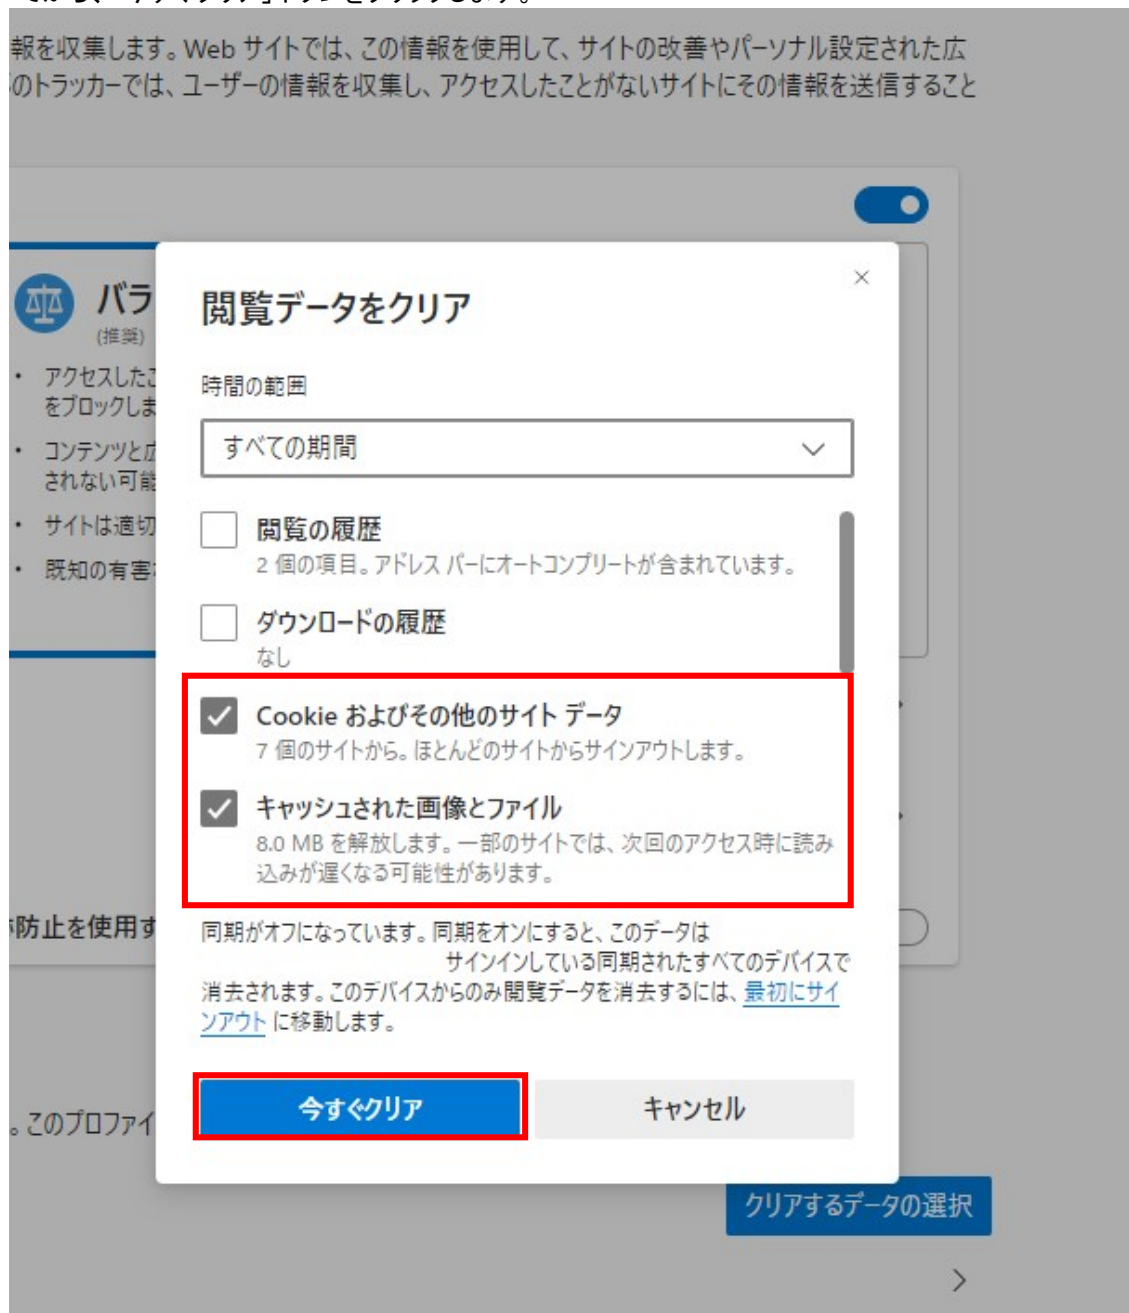 報を収集します。Web サイトでは、この情報を使用して、サイトの改善やパーソナル設定された広
のトラッカーでは、ユーザーの情報を収集し、アクセスしたことがないサイトにその情報を送信すること
バラ
(推奨)
・ アクセスしたこ
をブロックしま
・ コンテンツと広
されない可能
・ サイトは適切
・ 既知の有害
閲覧データをクリア
時間の範囲
すべての期間
閲覧の履歴
2 個の項目。アドレス バーにオートコンプリートが含まれています。
ダウンロードの履歴
なし
Cookie およびその他のサイト データ
7 個のサイトから。ほとんどのサイトからサインアウトします。
キャッシュされた画像とファイル
8.0 MB を解放します。一部のサイトでは、次回のアクセス時に読み
込みが遅くなる可能性があります。
防止を使用す
同期がオフになっています。同期をオンにすると、このデータは
サインインしている同期されたすべてのデバイスで
消去されます。このデバイスからのみ閲覧データを消去するには、最初にサイ
ンアウト に移動します。
今すぐクリア
キャンセル
。このプロファイ
クリアするデータの選択